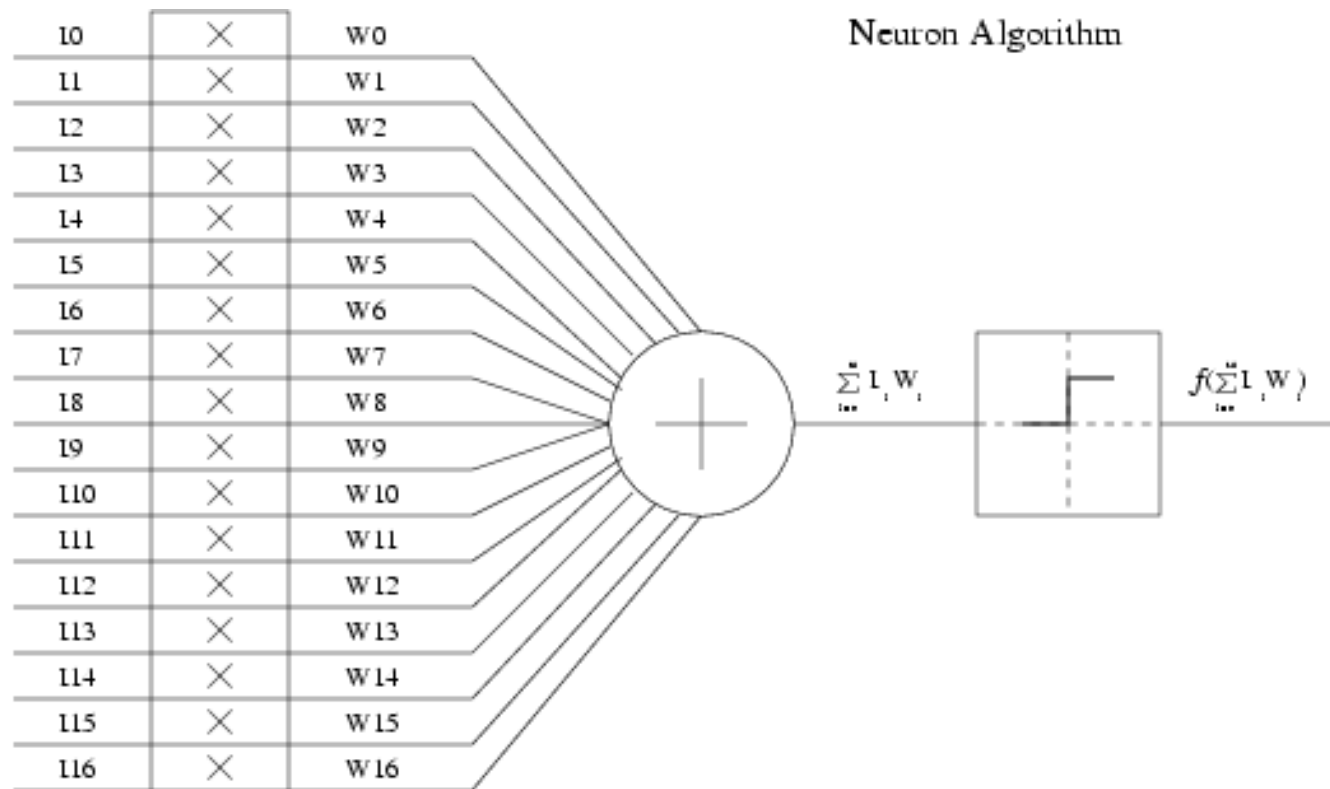 Neuron Algorithm
I0 × W0
I1 × W1
I2 × W2
I3 × W3
I4 × W4
I5 × W5
I6 × W6
I7 × W7
I8 × W8
I9 × W9
I10 × W10
I11 × W11
I12 × W12
I13 × W13
I14 × W14
I15 × W15
I16 × W16
+
∑ I W
f(∑ I W)